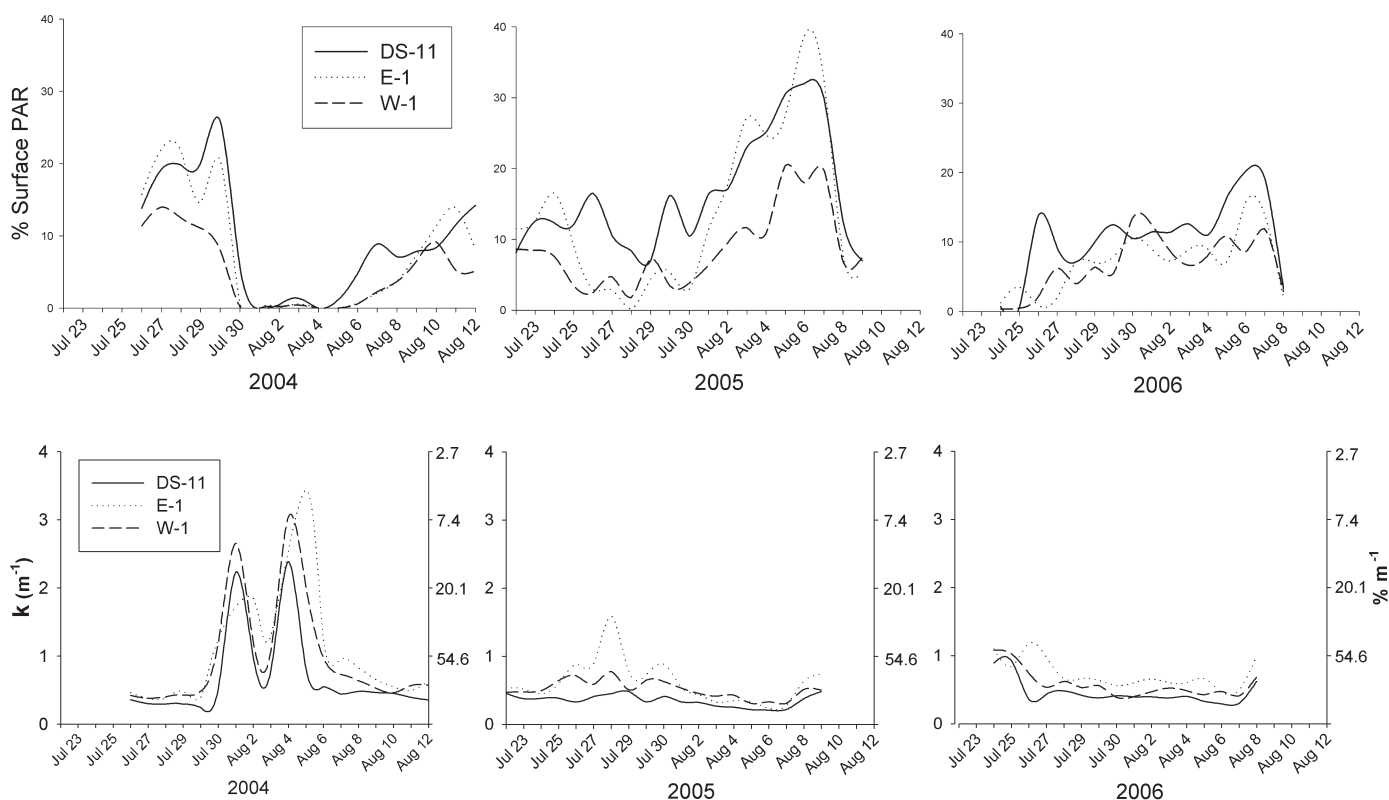 % Surface PAR
40
30
20
10
0
DS-11
E-1
W-1
Jul 23
Jul 25
Jul 27
Jul 29
Jul 30
Aug 2
Aug 4
Aug 6
Aug 8
Aug 10
Aug 12
2004
40
30
20
10
0
Jul 23
Jul 25
Jul 27
Jul 29
Jul 30
Aug 2
Aug 4
Aug 6
Aug 8
Aug 10
Aug 12
2005
40
30
20
10
0
Jul 23
Jul 25
Jul 27
Jul 29
Jul 30
Aug 2
Aug 4
Aug 6
Aug 8
Aug 10
Aug 12
2006
k (m-1)
4
3
2
1
0
DS-11
E-1
W-1
2.7
7.4
20.1
54.6
Jul 23
Jul 25
Jul 27
Jul 29
Jul 30
Aug 2
Aug 4
Aug 6
Aug 8
Aug 10
Aug 12
2004
4
3
2
1
0
2.7
7.4
20.1
54.6
Jul 23
Jul 25
Jul 27
Jul 29
Jul 30
Aug 2
Aug 4
Aug 6
Aug 8
Aug 10
Aug 12
2005
4
3
2
1
0
2.7
7.4
20.1
54.6
% m-1
Jul 23
Jul 25
Jul 27
Jul 29
Jul 30
Aug 2
Aug 4
Aug 6
Aug 8
Aug 10
Aug 12
2006